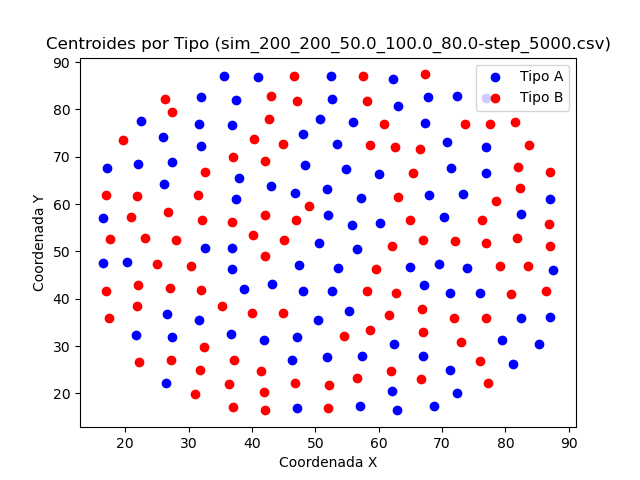 Centroides por Tipo (sim_200_200_50.0_100.0_80.0-step_5000.csv)
Tipo A
Tipo B
90
80
70
60
50
40
30
20
Coordenada Y
20 30 40 50 60 70 80 90
Coordenada X